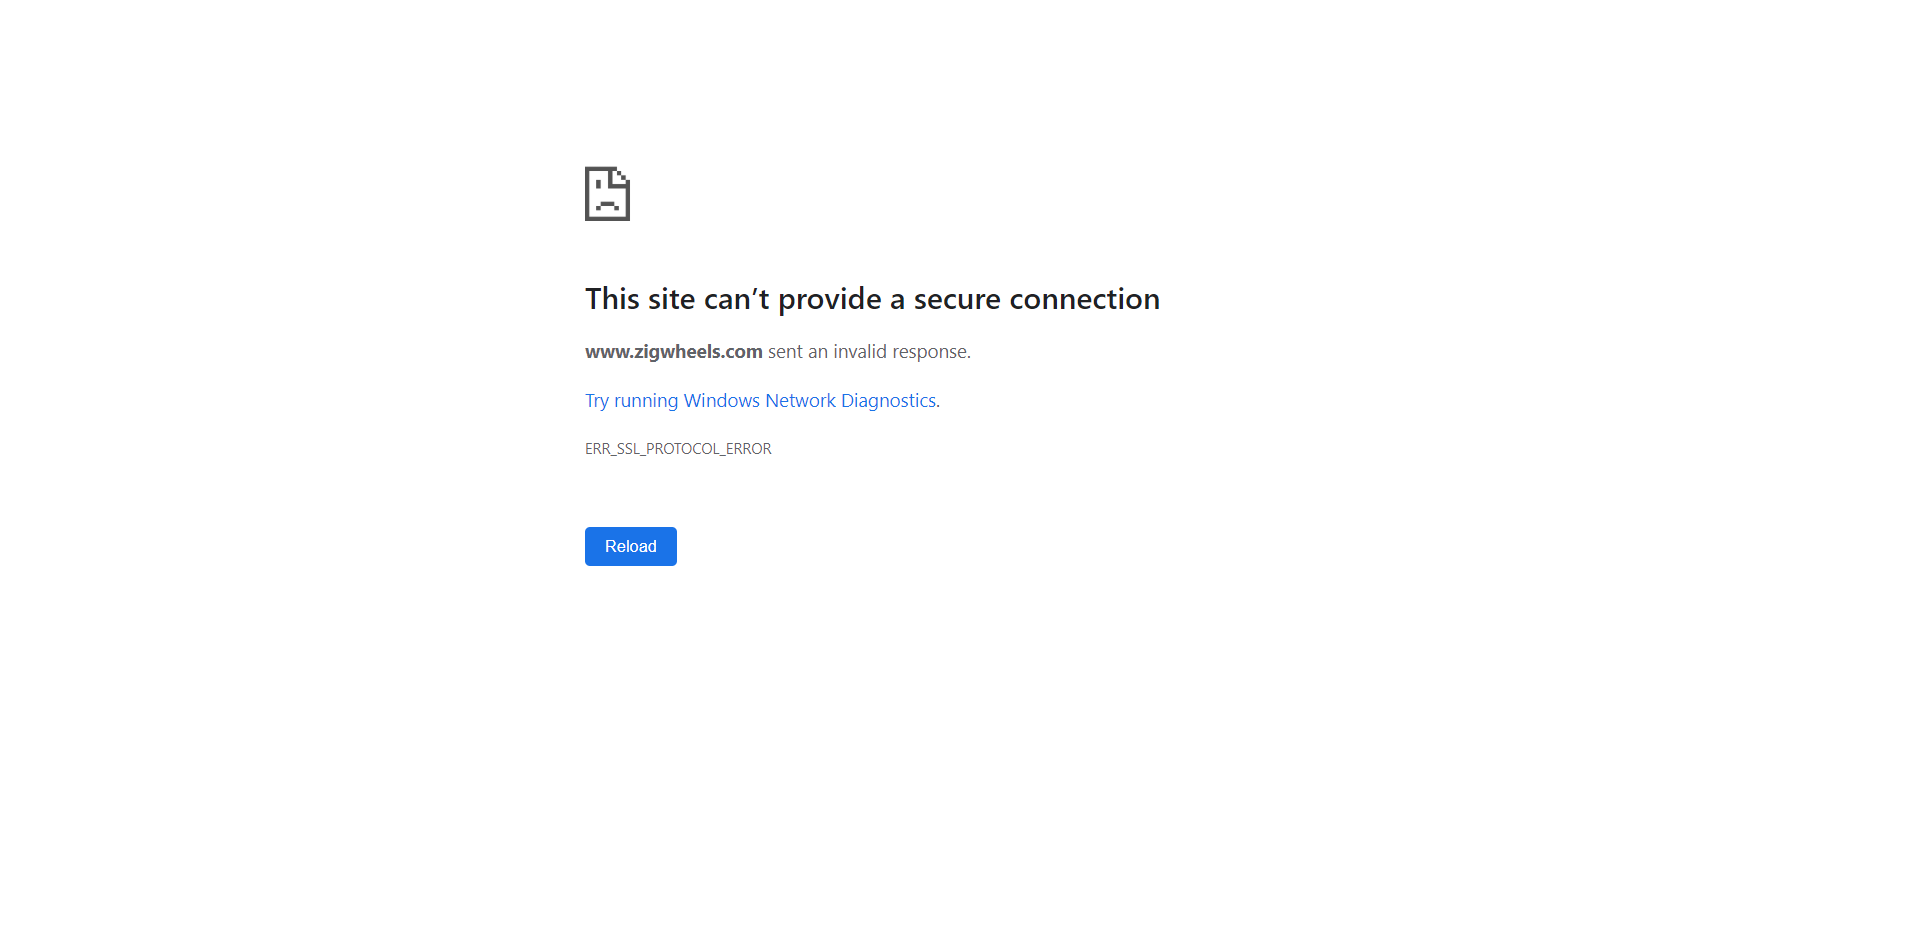 This site can’t provide a secure connection
www.zigwheels.com sent an invalid response.
Try running Windows Network Diagnostics.
ERR_SSL_PROTOCOL_ERROR
Reload